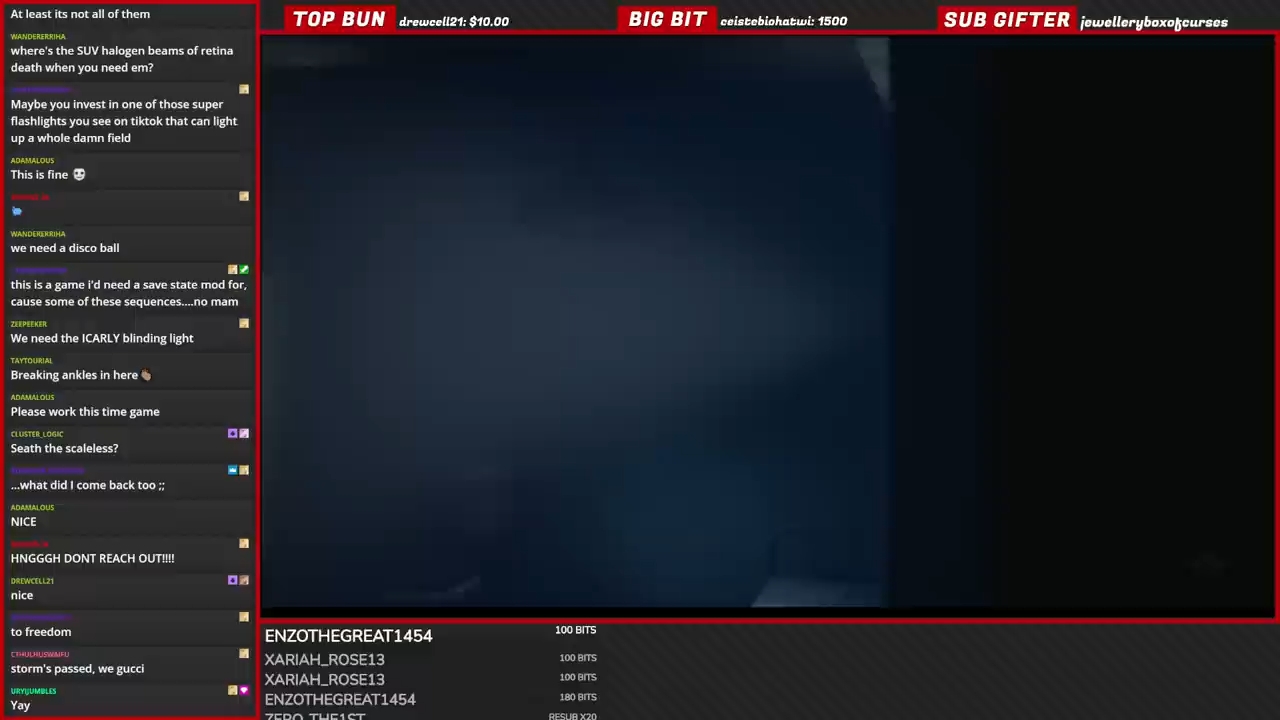 At least its not all of them
WANDERERRIHA
where's the SUV halogen beams of retina
death when you need em?
Maybe you invest in one of those super
flashlights you see on tiktok that can light
up a whole damn field
ADAMALOUS
This is fine
WANDERERRIHA
we need a disco ball
this is a game i'd need a save state mod for,
cause some of these sequences....no mam
ZEEPEEKER
We need the ICARLY blinding light
TAYTOURIAL
Breaking ankles in here
ADAMALOUS
Please work this time game
CLUSTER_LOGIC
Seath the scaleless?
...what did I come back too ;;
ADAMALOUS
NICE
HNGGGH DONT REACH OUT!!!!
DREWCELL21
nice
to freedom
CTHULHUSWAIFU
storm's passed, we gucci
URYIJUMBLES
Yay
TOP BUN drewcell21: $10.00
BIG BIT ceistebiohatwi: 1500
SUB GIFTER jewelleryboxofcurses
ENZOTHEGREAT1454 100 BITS
XARIAH_ROSE13 100 BITS
XARIAH_ROSE13 100 BITS
ENZOTHEGREAT1454 180 BITS
ZERO_THE1ST RESUB X20